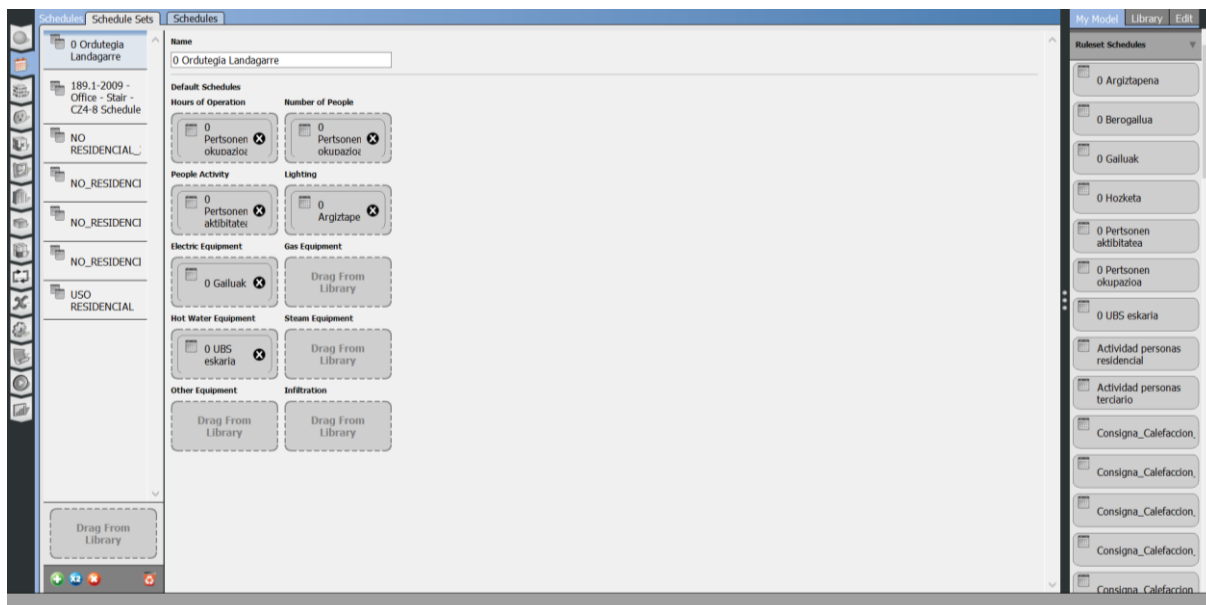 Schedules Schedule Sets Schedules
My Model Library Edit
0 Ordutegia
Landagarre
189.1-2009 -
Office - Stair -
CZ4-8 Schedule
NO
RESIDENCIAL_
NO_RESIDENCI
NO_RESIDENCI
NO_RESIDENCI
USO
RESIDENCIAL
Drag From
Library
Name
0 Ordutegia Landagarre
Default Schedules
Hours of Operation Number of People
0
Pertsonen
okupazioa
0
Pertsonen
okupazioa
People Activity Lighting
0
Pertsonen
aktibitatea
0
Argiztape
Electric Equipment Gas Equipment
0 Gailuak
Drag From
Library
Hot Water Equipment Steam Equipment
0 UBS
eskaria
Drag From
Library
Other Equipment Infiltration
Drag From
Library
Drag From
Library
Ruleset Schedules
0 Argiztapena
0 Berogailua
0 Gailuak
0 Hozketa
0 Pertsonen
aktibitatea
0 Pertsonen
okupazioa
0 UBS eskaria
Actividad personas
residencial
Actividad personas
terciario
Consigna_Calefaccion_
Consigna_Calefaccion_
Consigna_Calefaccion_
Consigna_Calefaccion_
Consigna_Calefaccion_